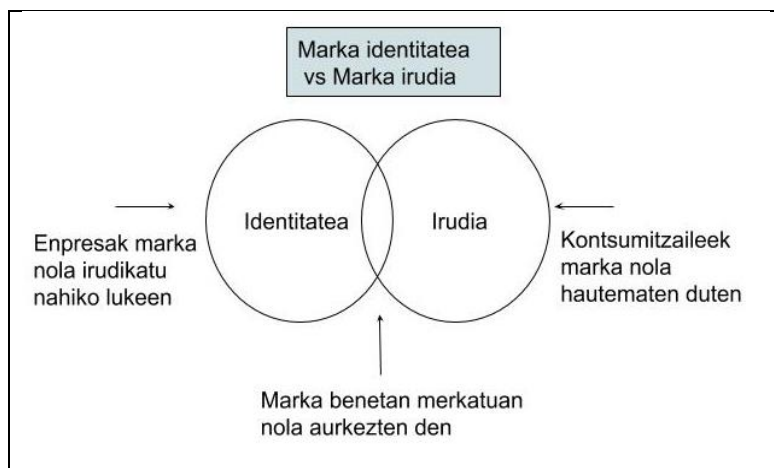 Marka identitatea
vs Marka irudia
Identitatea
Irudia
Enpresak marka
nola irudikatu
nahiko lukeen
Kontsumitzaileek
marka nola
hautematen duten
Marka benetan merkatuan
nola aurkezten den